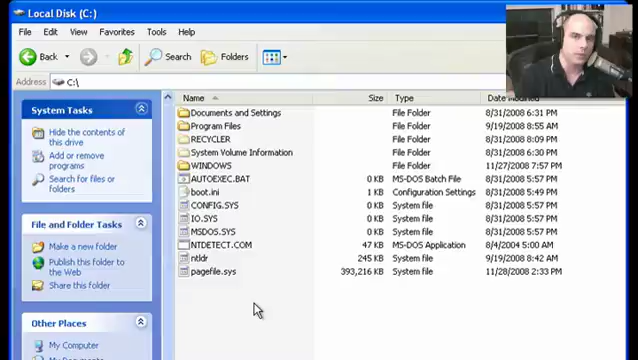 Local Disk (C:)
File Edit View Favorites Tools
Back Search Folders
Address C:\
System Tasks
Hide the contents of
this drive
Add or remove
programs
Search for files or
folders
File and Folder Tasks
Make a new folder
Publish this folder to
the Web
Share this folder
Other Places
My Computer
Name Size Type Date
Documents and Settings File Folder 8/31/2008 6:31 PM
Program Files File Folder 9/19/2008 8:55 AM
RECYCLER File Folder 8/31/2008 8:09 PM
System Volume Information File Folder 8/31/2008 6:30 PM
WINDOWS File Folder 11/27/2008 7:57 PM
AUTOEXEC.BAT 0 KB MS-DOS Batch File 8/31/2008 5:57 PM
boot.ini 1 KB Configuration Settings 8/31/2008 5:49 PM
CONFIG.SYS 0 KB System file 8/31/2008 5:57 PM
IO.SYS 0 KB System file 8/31/2008 5:57 PM
MSDOS.SYS 0 KB System file 8/31/2008 5:57 PM
NTDETECT.COM 47 KB MS-DOS Application 8/4/2004 5:00 AM
ntldr 245 KB System file 9/19/2008 8:42 AM
pagefile.sys 393,216 KB System file 11/28/2008 2:33 PM